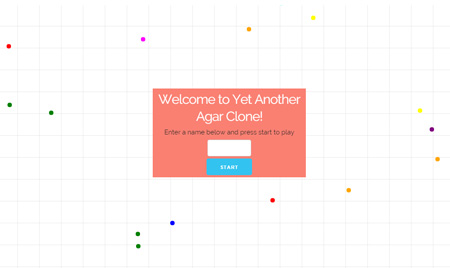 Welcome to Yet Another
Agar Clone!
Enter a name below and press start to play
START